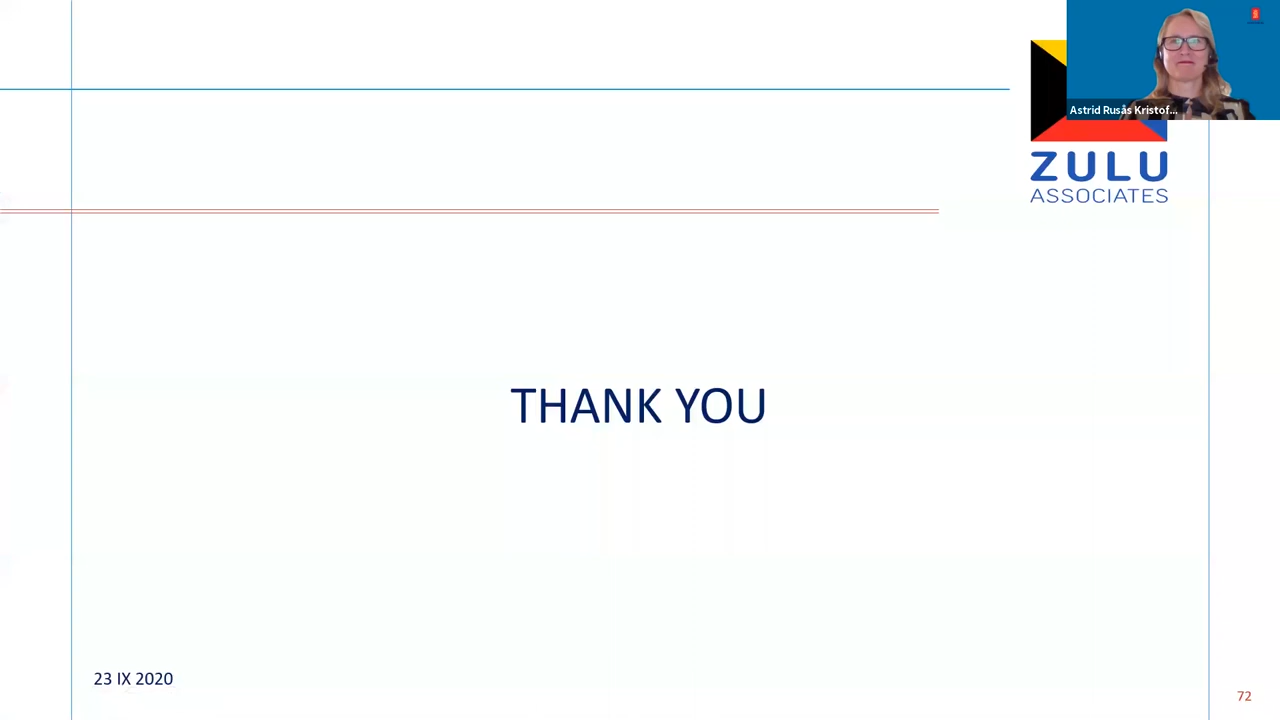 Astrid Rusås Kristof...
ZULU
ASSOCIATES
THANK YOU
23 IX 2020
72